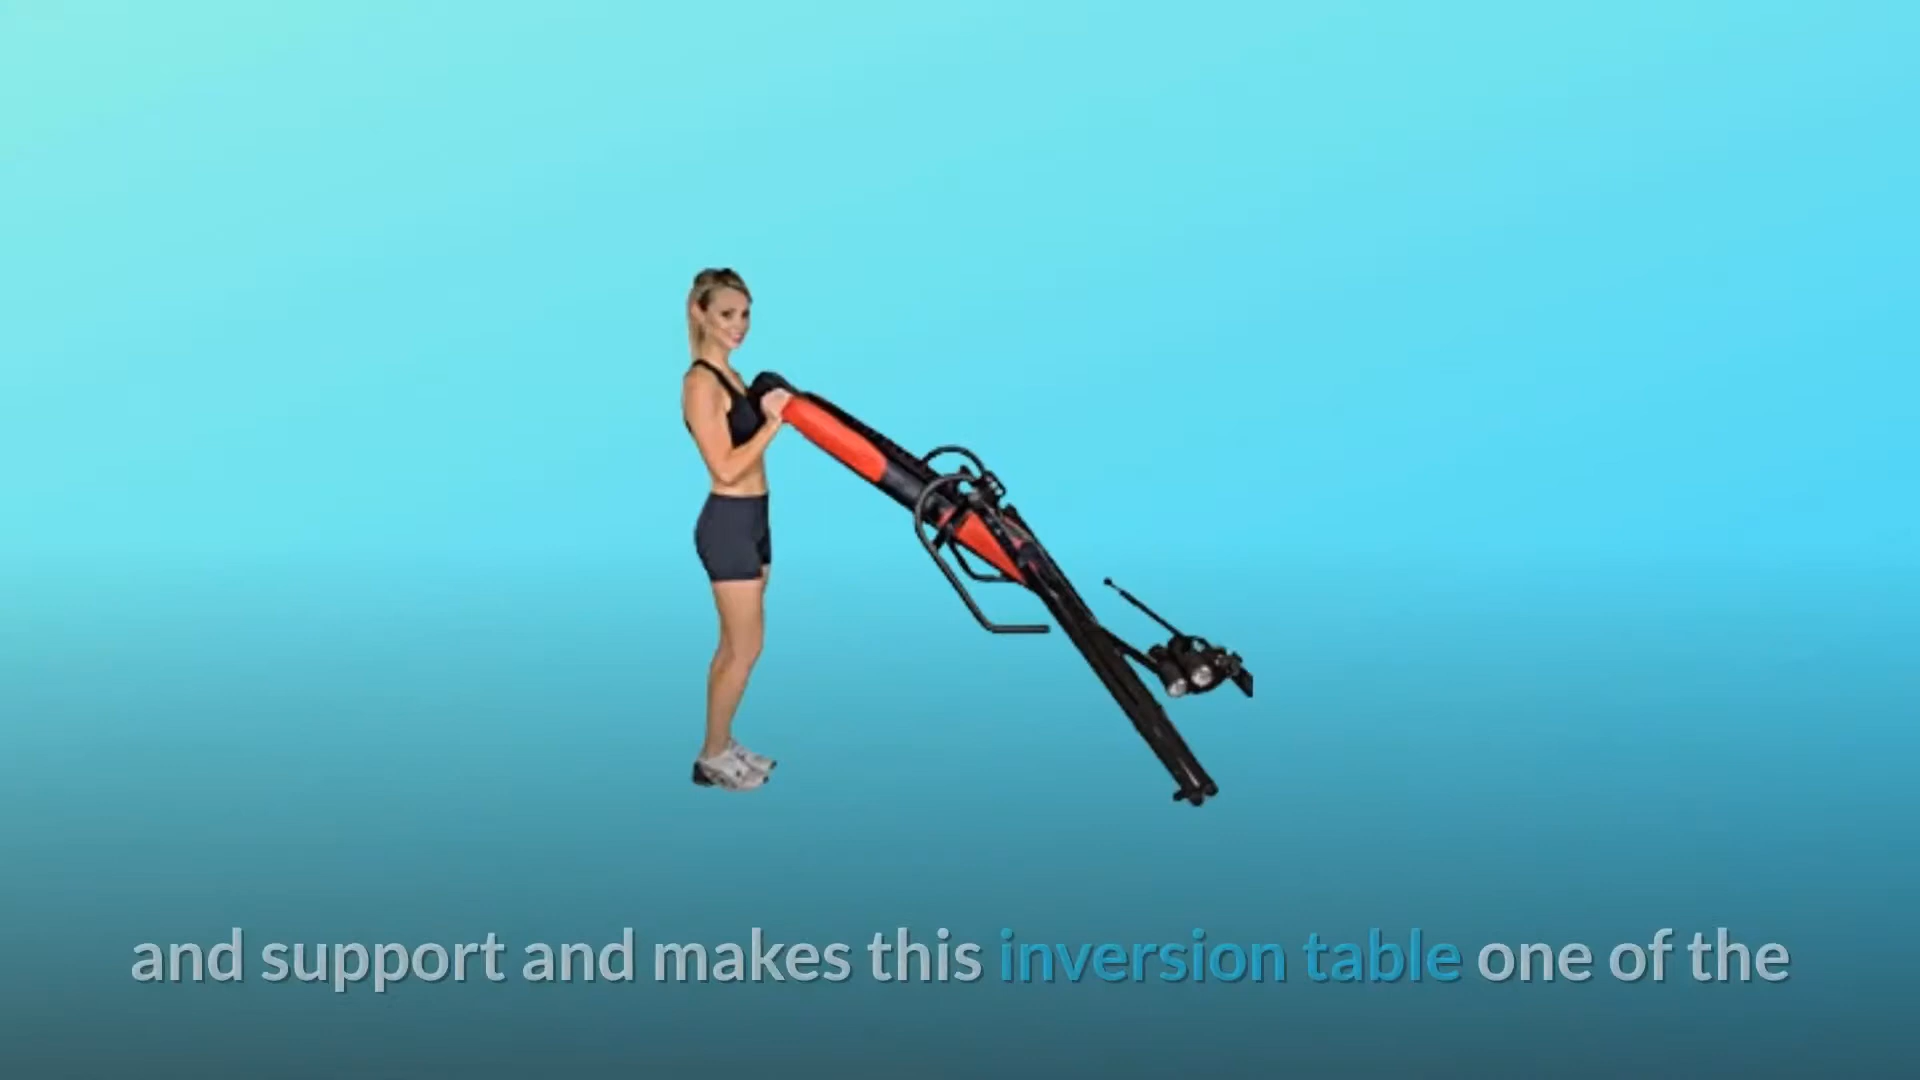 and support and makes this inversion table one of the